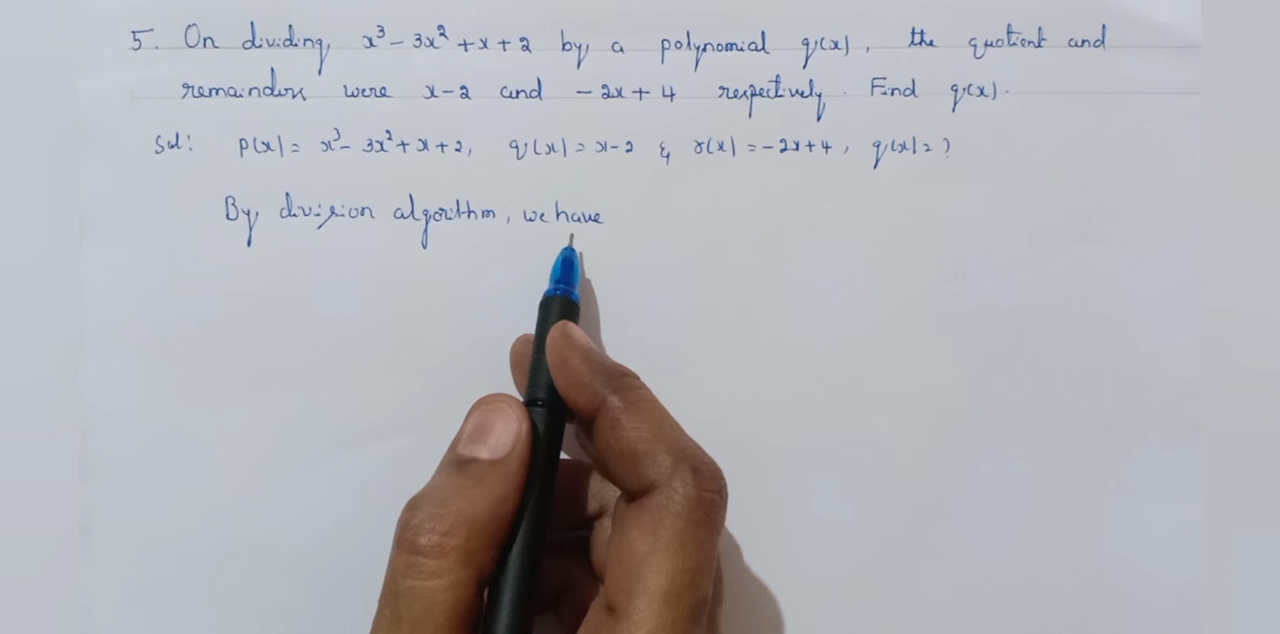 5. On dividing x³ - 3x² + x + 2 by a polynomial g(x), the quotient and
remainders were x-2 and -2x+4 respectively. Find g(x).
Sol: p(x) = x³ - 3x² + x + 2, q(x) = x-2 & r(x) = -2x+4, g(x) = ?
By division algorithm, we have